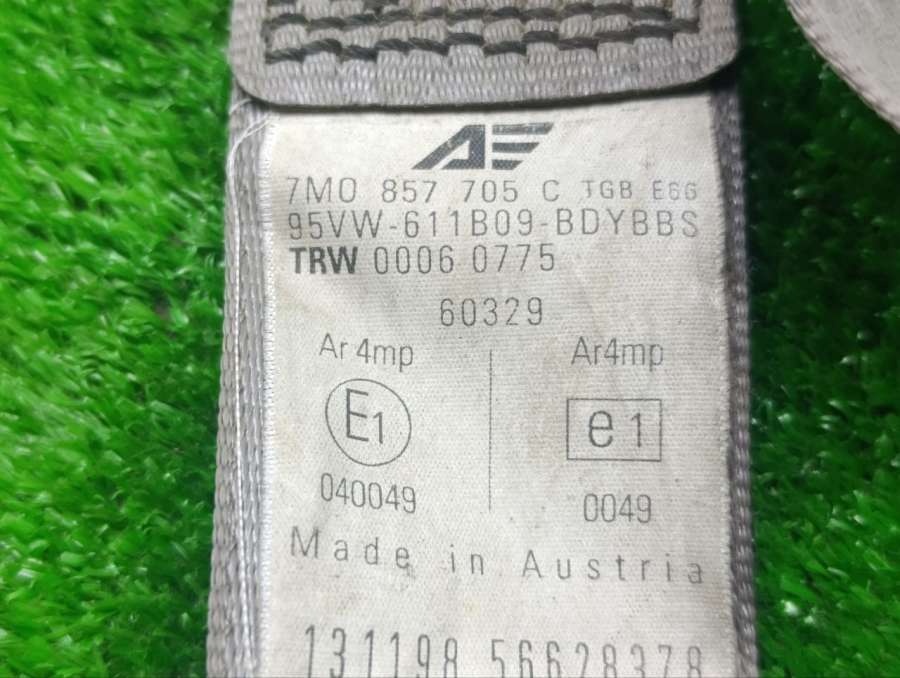 AE
7M0 857 705 C TGB E66
95VW-611B09-BDYBBS
TRW 0006 0775
60329
Ar4mp Ar4mp
E1 e1
040049 0049
Made in Austria
131198 56628378